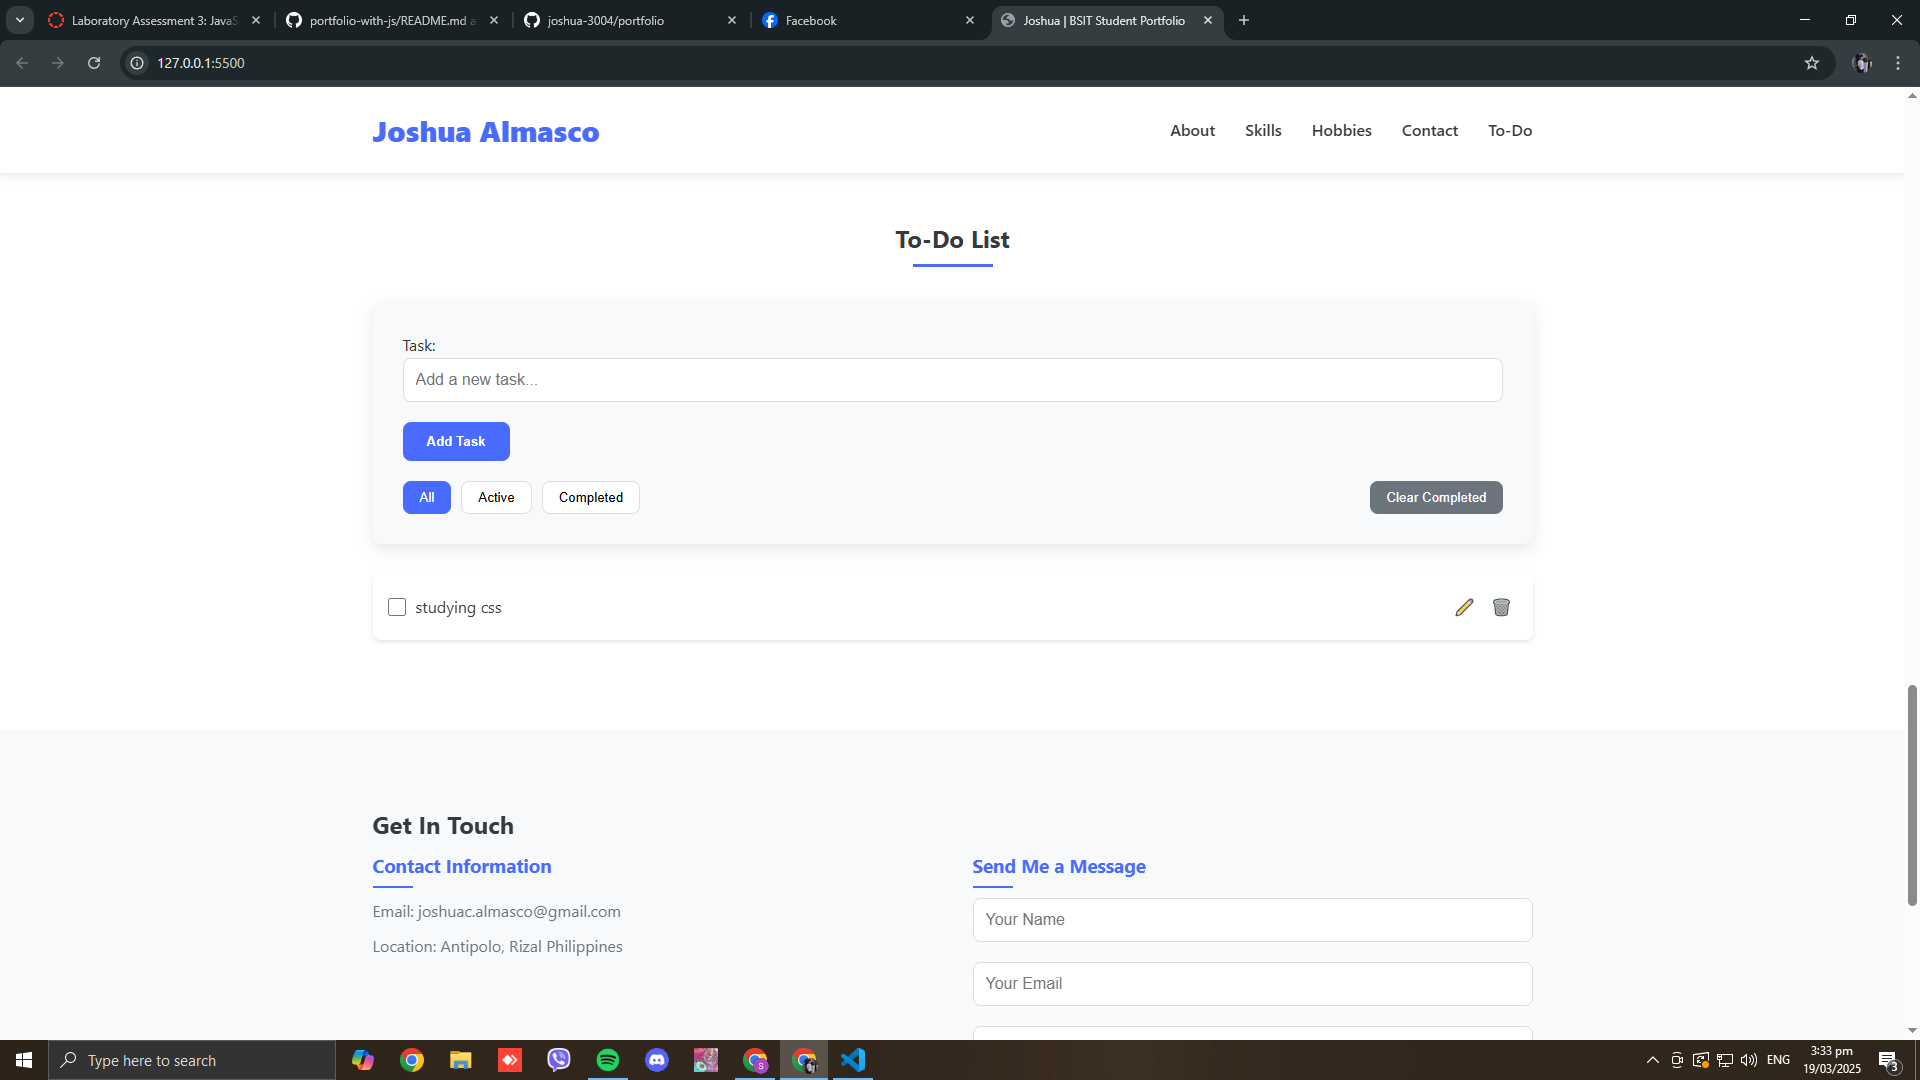 Laboratory Assessment 3: JavaS
portfolio-with-js/README.md a
joshua-3004/portfolio
Facebook
Joshua | BSIT Student Portfolio
127.0.0.1:5500
Joshua Almasco
About
Skills
Hobbies
Contact
To-Do
To-Do List
Task:
Add a new task...
Add Task
All
Active
Completed
Clear Completed
studying css
Get In Touch
Contact Information
Email: joshuac.almasco@gmail.com
Location: Antipolo, Rizal Philippines
Send Me a Message
Your Name
Your Email
Type here to search
S
ENG
3:33 pm
19/03/2025
3